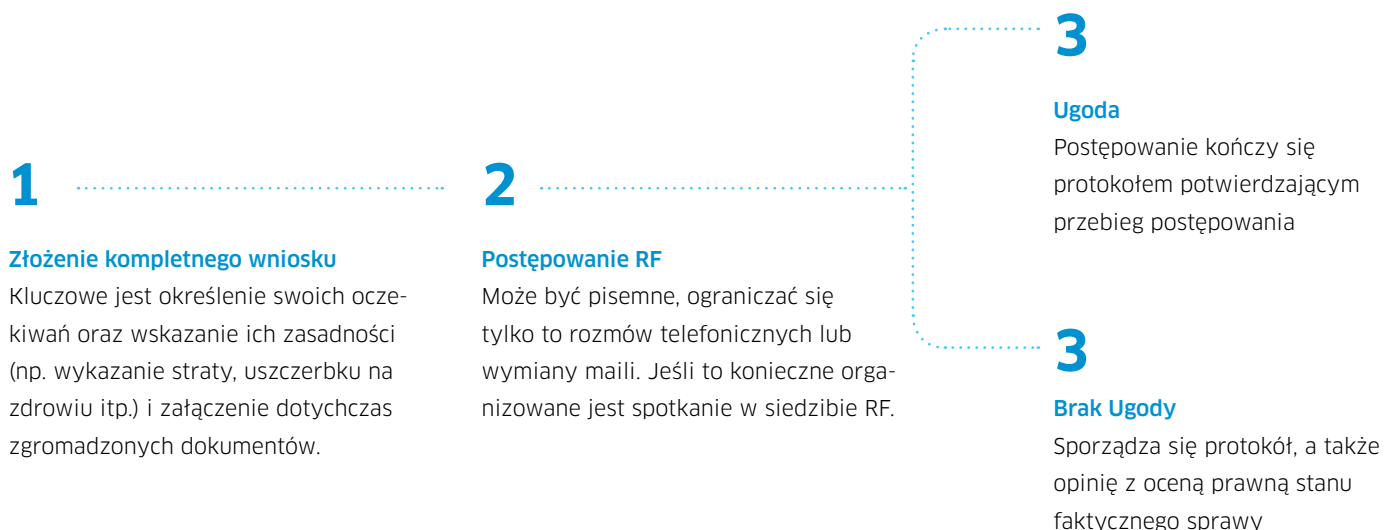 1
Złożenie kompletnego wniosku
Kluczowe jest określenie swoich ocze-
kiwań oraz wskazanie ich zasadności
(np. wykazanie straty, uszczerbku na
zdrowiu itp.) i załączenie dotychczas
zgromadzonych dokumentów.
2
Postępowanie RF
Może być pisemne, ograniczać się
tylko to rozmów telefonicznych lub
wymiany maili. Jeśli to konieczne orga-
nizowane jest spotkanie w siedzibie RF.
3
Ugoda
Postępowanie kończy się
protokołem potwierdzającym
przebieg postępowania
3
Brak Ugody
Sporządza się protokół, a także
opinię z oceną prawną stanu
faktycznego sprawy